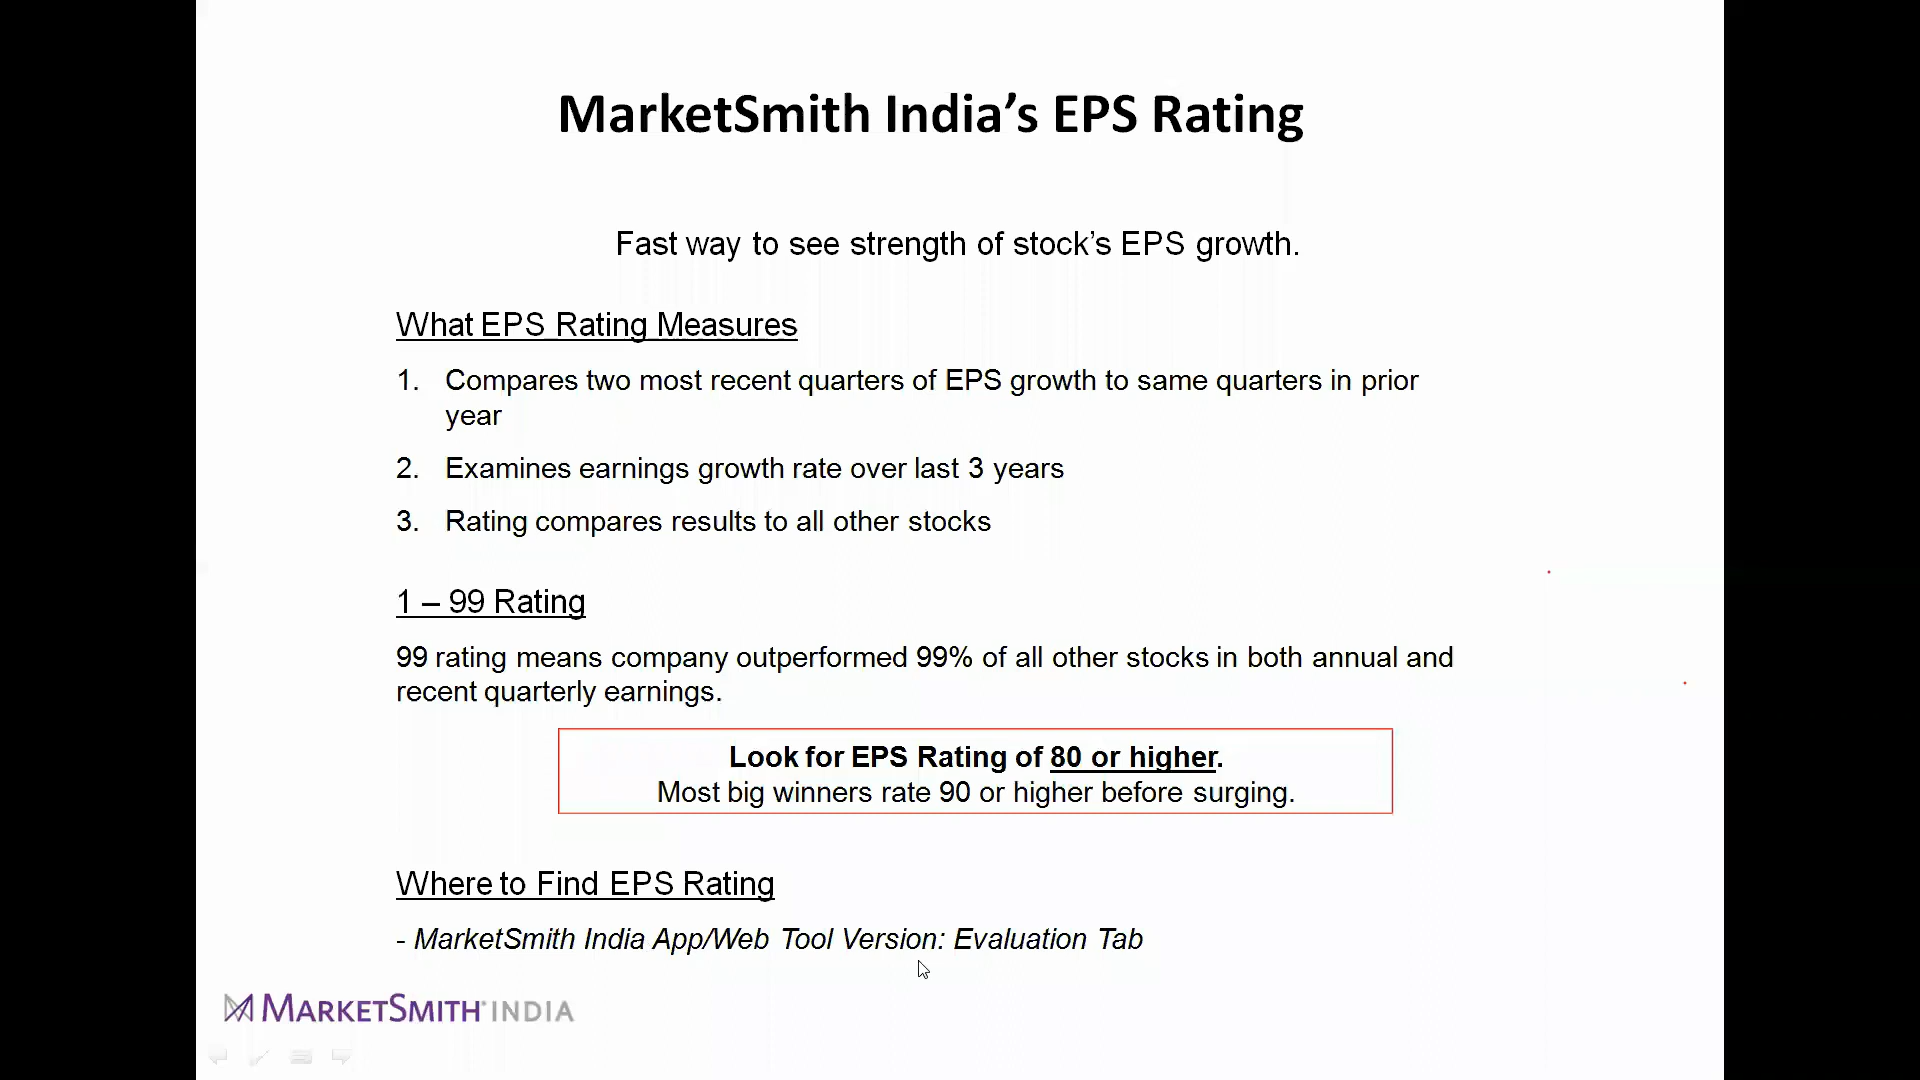 MarketSmith India’s EPS Rating
Fast way to see strength of stock’s EPS growth.
What EPS Rating Measures
1. Compares two most recent quarters of EPS growth to same quarters in prior
year
2. Examines earnings growth rate over last 3 years
3. Rating compares results to all other stocks
1 – 99 Rating
99 rating means company outperformed 99% of all other stocks in both annual and
recent quarterly earnings.
Look for EPS Rating of 80 or higher.
Most big winners rate 90 or higher before surging.
Where to Find EPS Rating
- MarketSmith India App/Web Tool Version: Evaluation Tab
MARKETSMITH INDIA